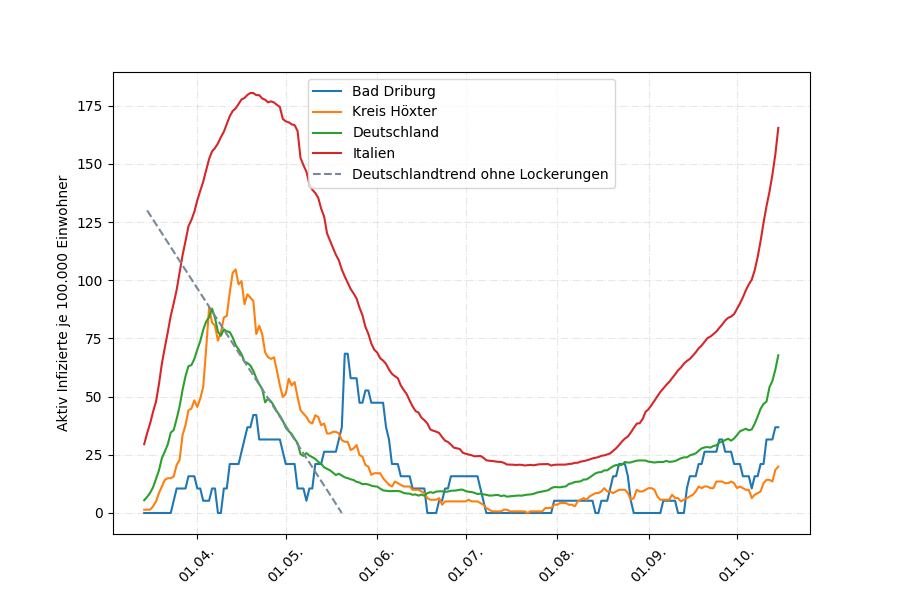 Aktiv Infizierte je 100.000 Einwohner
175
150
125
100
75
50
25
0
Bad Driburg
Kreis Höxter
Deutschland
Italien
Deutschlandtrend ohne Lockerungen
01.04.
01.05.
01.06.
01.07.
01.08.
01.09.
01.10.